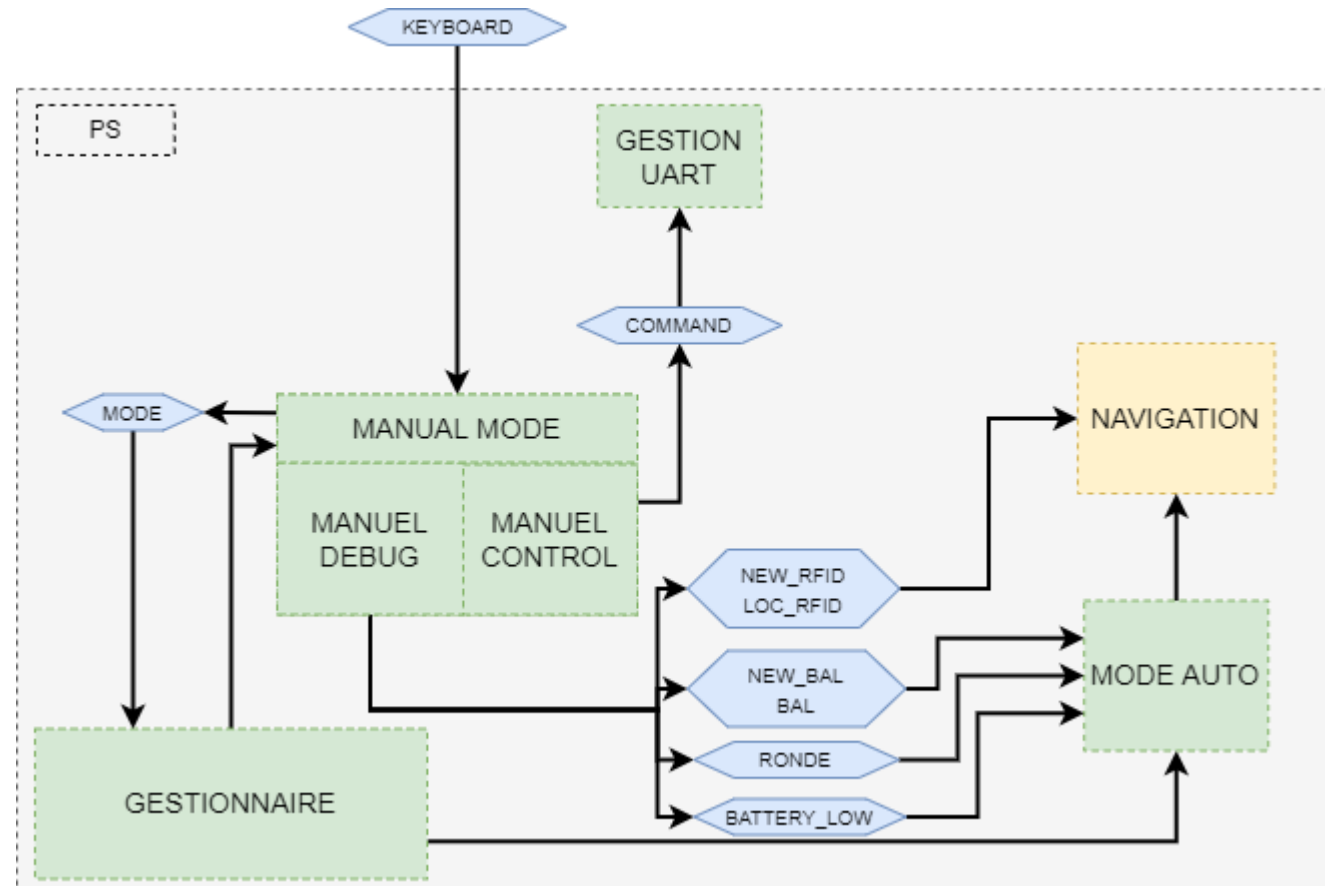 KEYBOARD
PS
GESTION
UART
COMMAND
MODE
MANUAL MODE
NAVIGATION
MANUEL
DEBUG
MANUEL
CONTROL
NEW_RFID
LOC_RFID
NEW_BAL
BAL
MODE AUTO
RONDE
GESTIONNAIRE
BATTERY_LOW